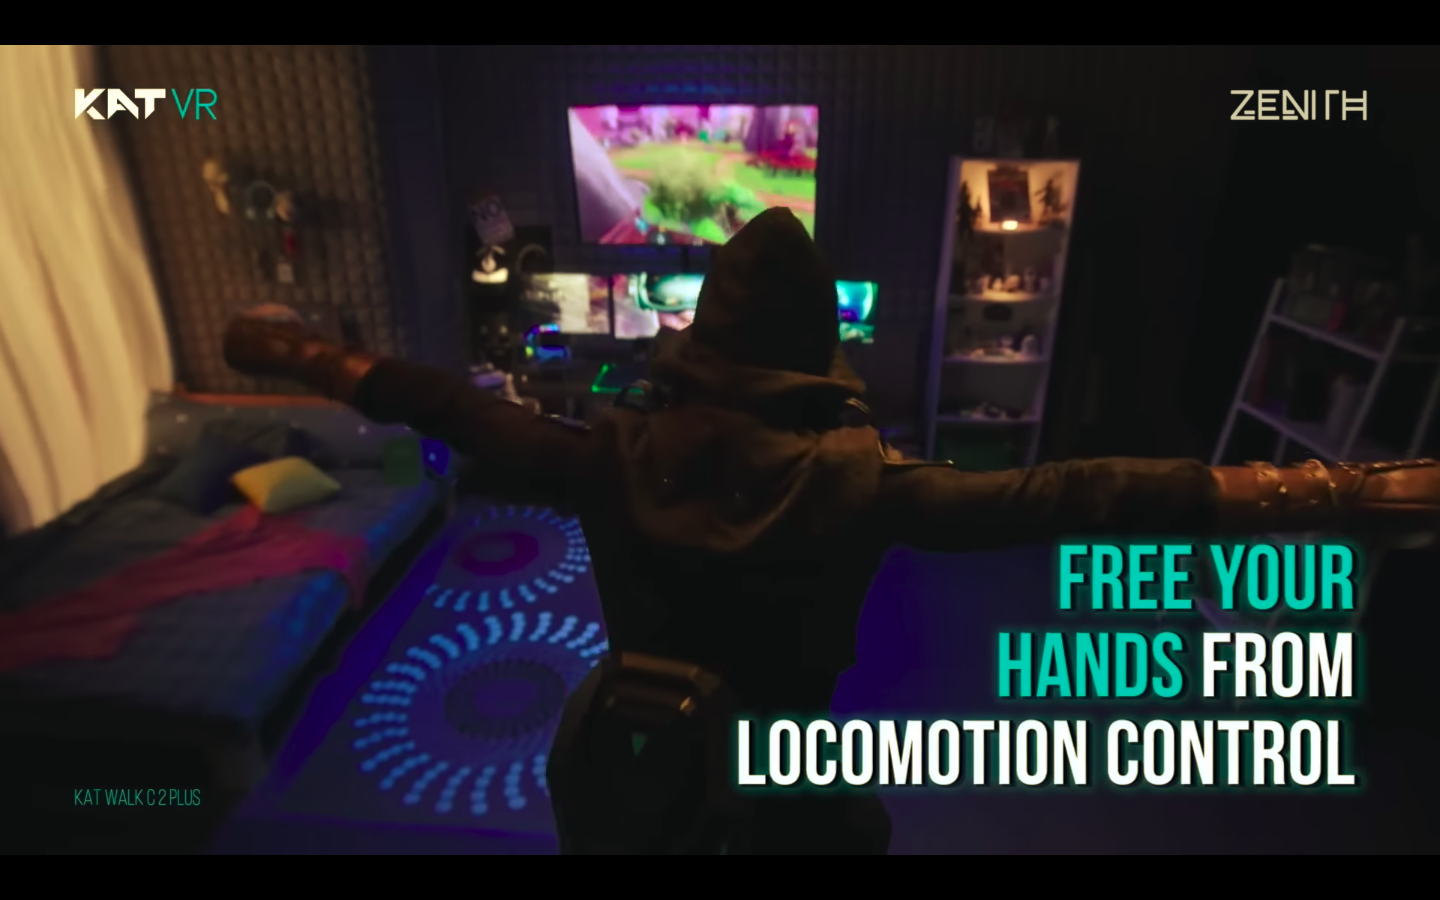 KAT VR
ZENITH
FREE YOUR
HANDS FROM
LOCOMOTION CONTROL
KAT WALK C 2 PLUS